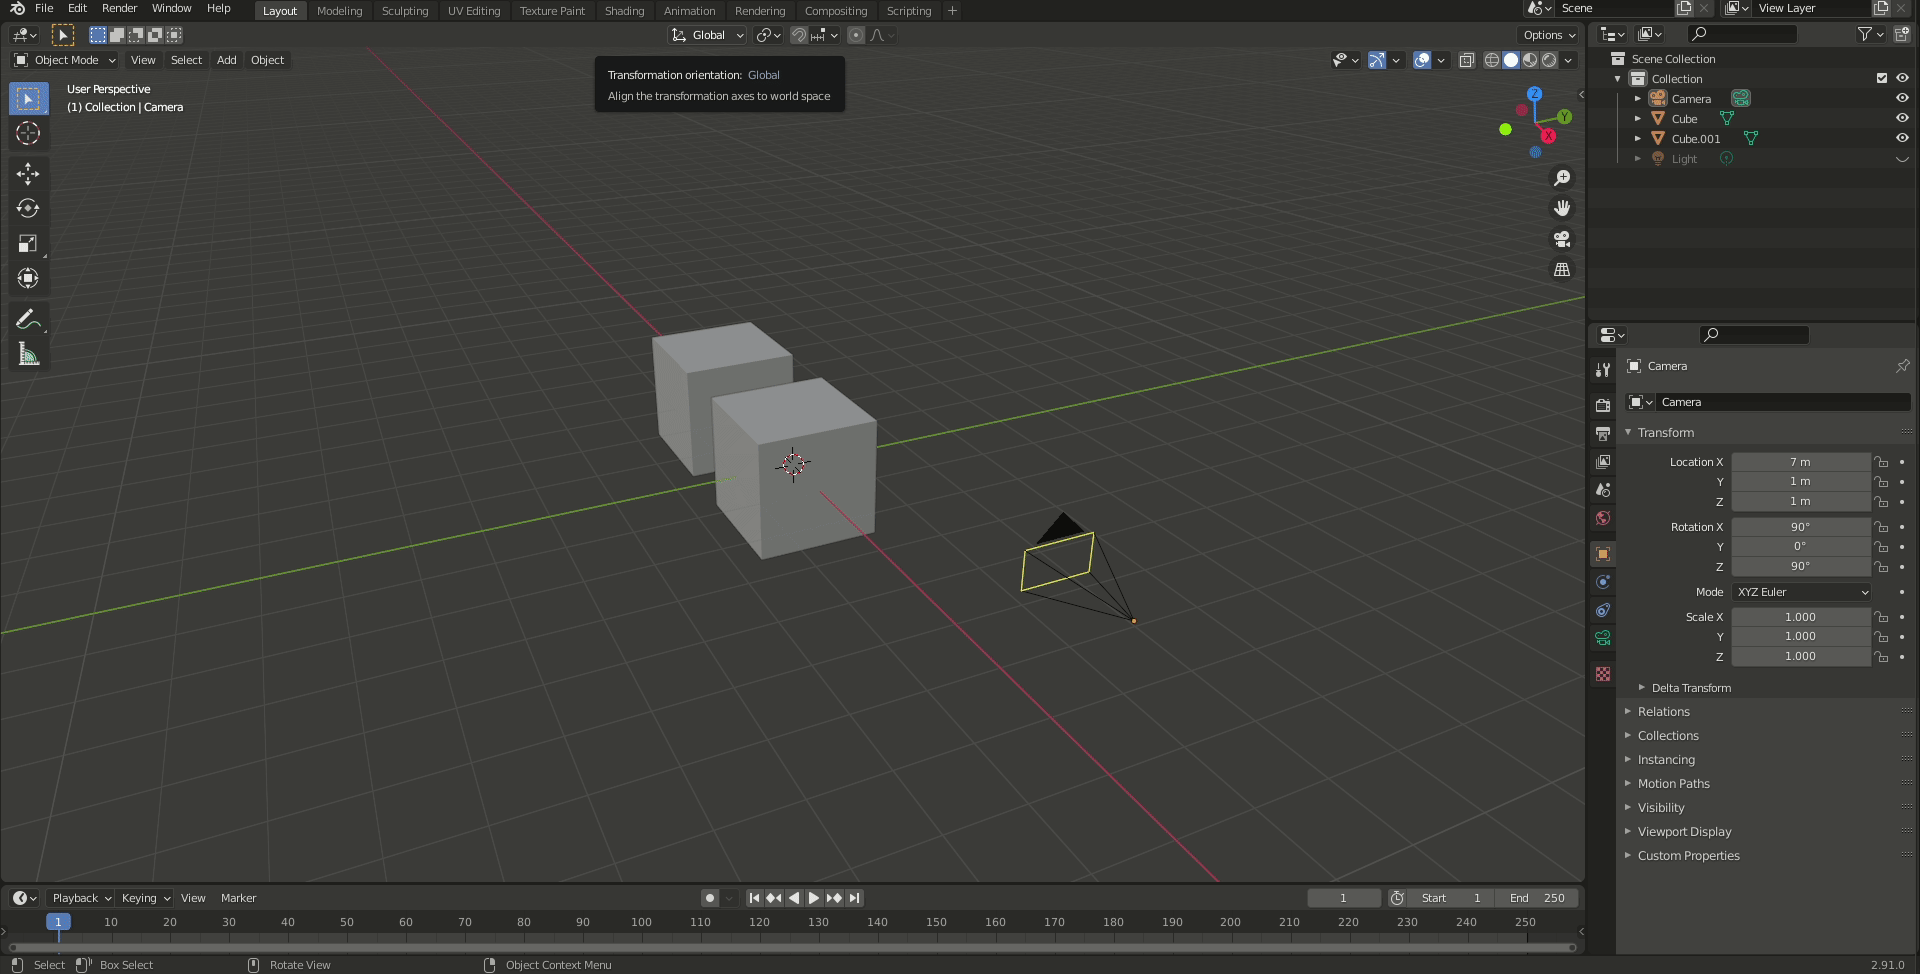 File Edit Render Window Help Layout Modeling Sculpting UV Editing Texture Paint Shading Animation Rendering Compositing Scripting + Scene View Layer
Global Options
Object Mode View Select Add Object
Transformation orientation: Global
Align the transformation axes to world space
User Perspective
(1) Collection | Camera
Z
Y
X
Scene Collection
Collection
Camera
Cube
Cube.001
Light
Camera
Camera
Transform
Location X 7 m
Y 1 m
Z 1 m
Rotation X 90°
Y 0°
Z 90°
Mode XYZ Euler
Scale X 1.000
Y 1.000
Z 1.000
Delta Transform
Relations
Collections
Instancing
Motion Paths
Visibility
Viewport Display
Custom Properties
Playback Keying View Marker 1 Start 1 End 250
1 10 20 30 40 50 60 70 80 90 100 110 120 130 140 150 160 170 180 190 200 210 220 230 240 250
Select Box Select Rotate View Object Context Menu 2.91.0